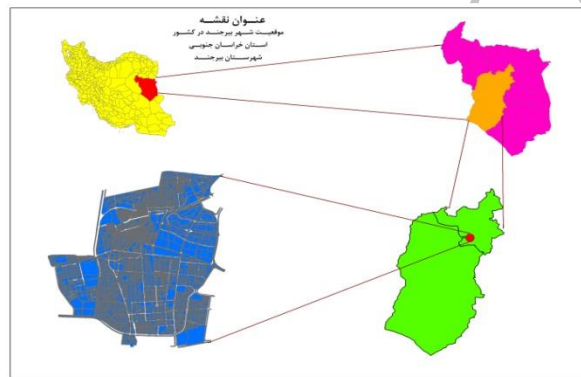 عنوان نقشه
موقعیت شهر بیرجند در کشور
استان خراسان جنوبی
شهرستان بیرجند